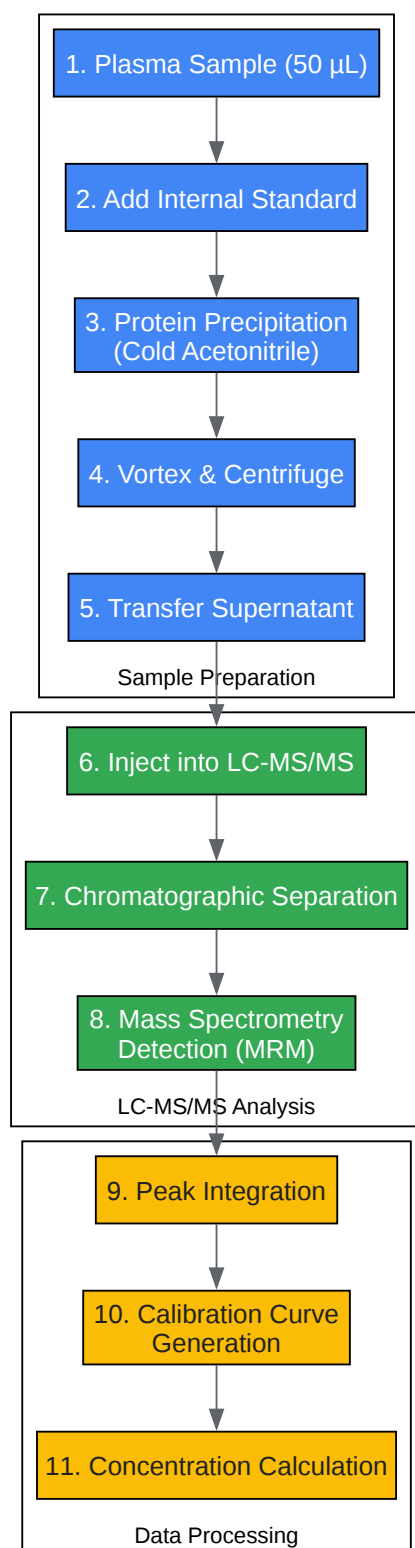 1. Plasma Sample (50 µL)
2. Add Internal Standard
3. Protein Precipitation
(Cold Acetonitrile)
4. Vortex & Centrifuge
5. Transfer Supernatant
Sample Preparation
6. Inject into LC-MS/MS
7. Chromatographic Separation
8. Mass Spectrometry
Detection (MRM)
LC-MS/MS Analysis
9. Peak Integration
10. Calibration Curve
Generation
11. Concentration Calculation
Data Processing